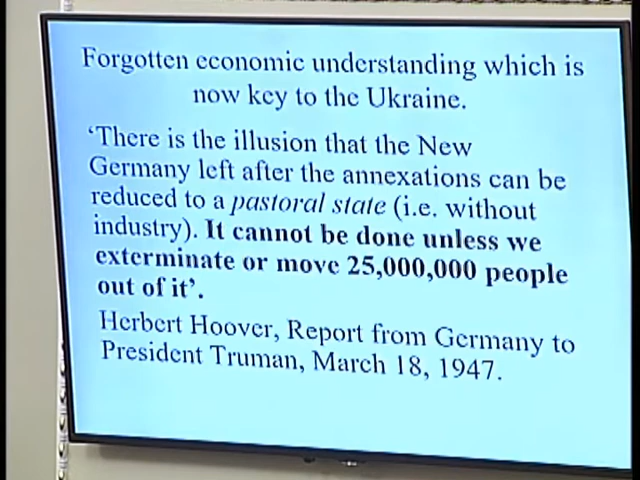 Forgotten economic understanding which is
now key to the Ukraine.
‘There is the illusion that the New
Germany left after the annexations can be
reduced to a pastoral state (i.e. without
industry). It cannot be done unless we
exterminate or move 25,000,000 people
out of it’.
Herbert Hoover, Report from Germany to
President Truman, March 18, 1947.